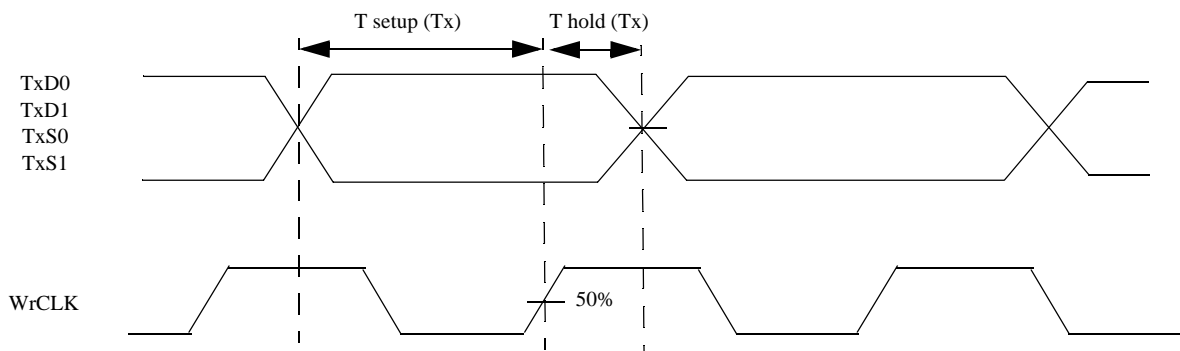 T setup (Tx)
T hold (Tx)
TxD0
TxD1
TxS0
TxS1
WrCLK
50%